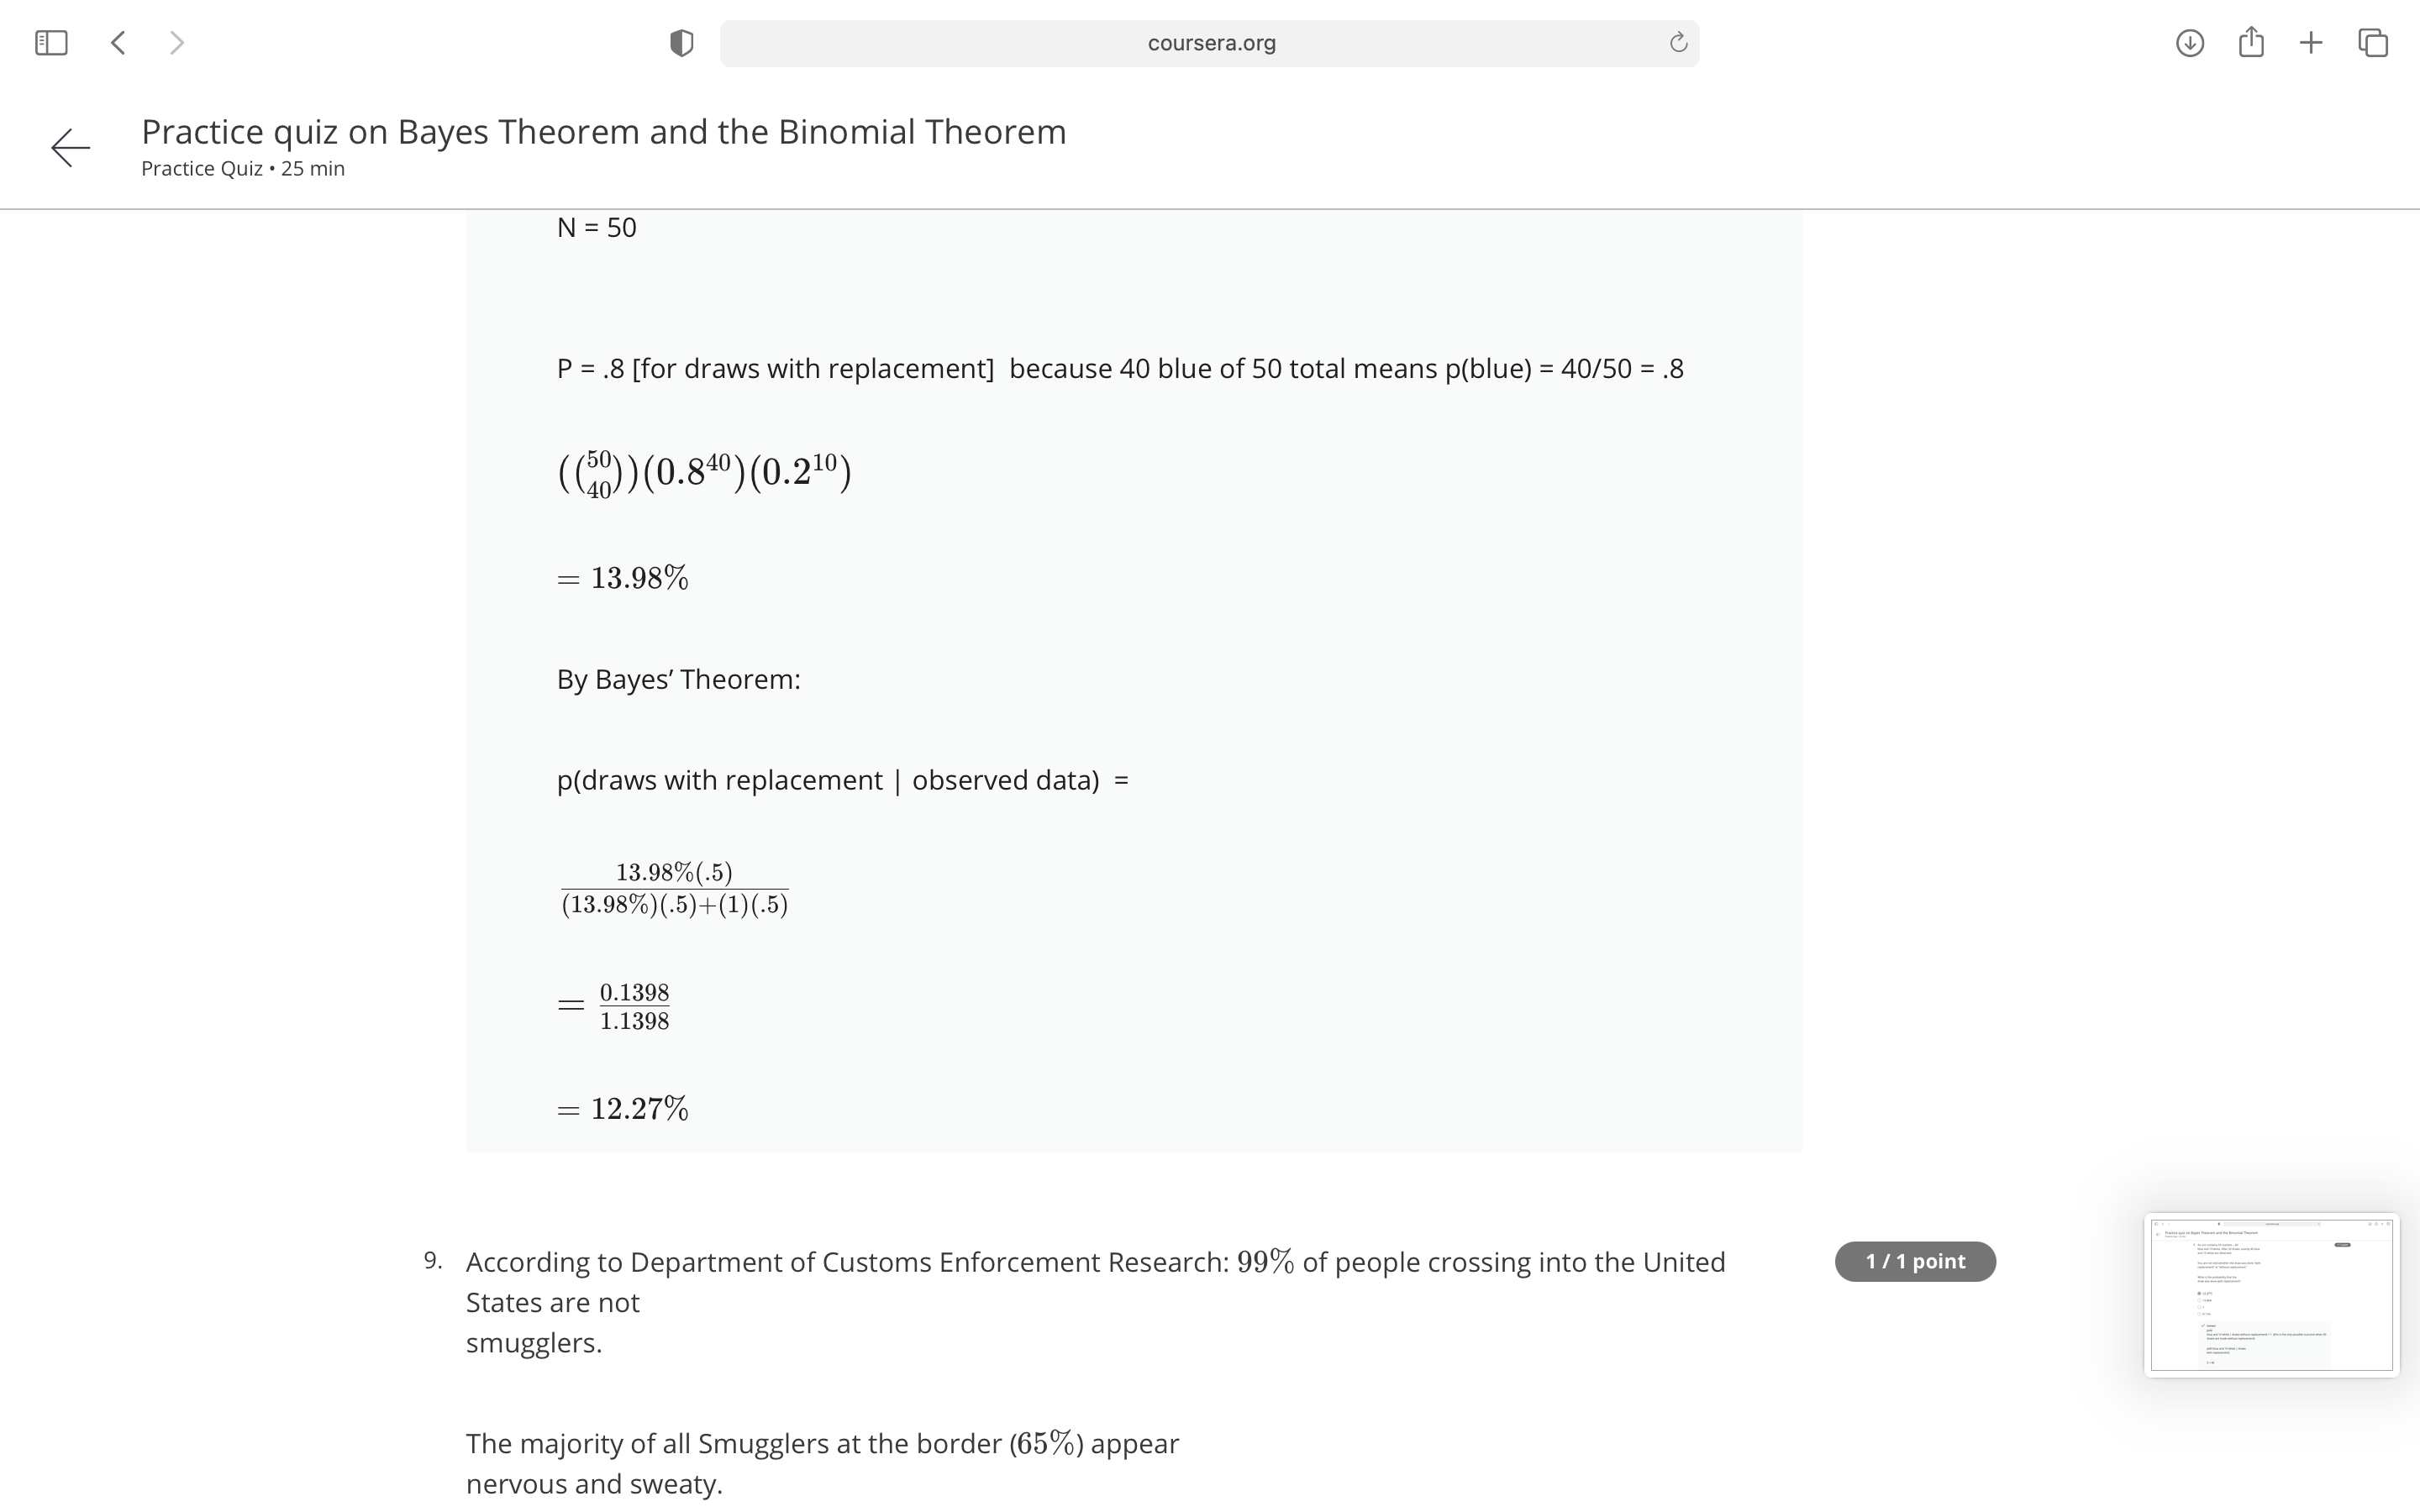 coursera.org
Practice quiz on Bayes Theorem and the Binomial Theorem
Practice Quiz • 25 min
N = 50
P = .8 [for draws with replacement]  because 40 blue of 50 total means p(blue) = 40/50 = .8
((50 40))(0.8^40)(0.2^10)
= 13.98%
By Bayes’ Theorem:
p(draws with replacement | observed data)  =
13.98%(.5)
(13.98%)(.5)+(1)(.5)
= 0.1398
1.1398
= 12.27%
9. According to Department of Customs Enforcement Research: 99% of people crossing into the United
1 / 1 point
States are not
smugglers.
The majority of all Smugglers at the border (65%) appear
nervous and sweaty.